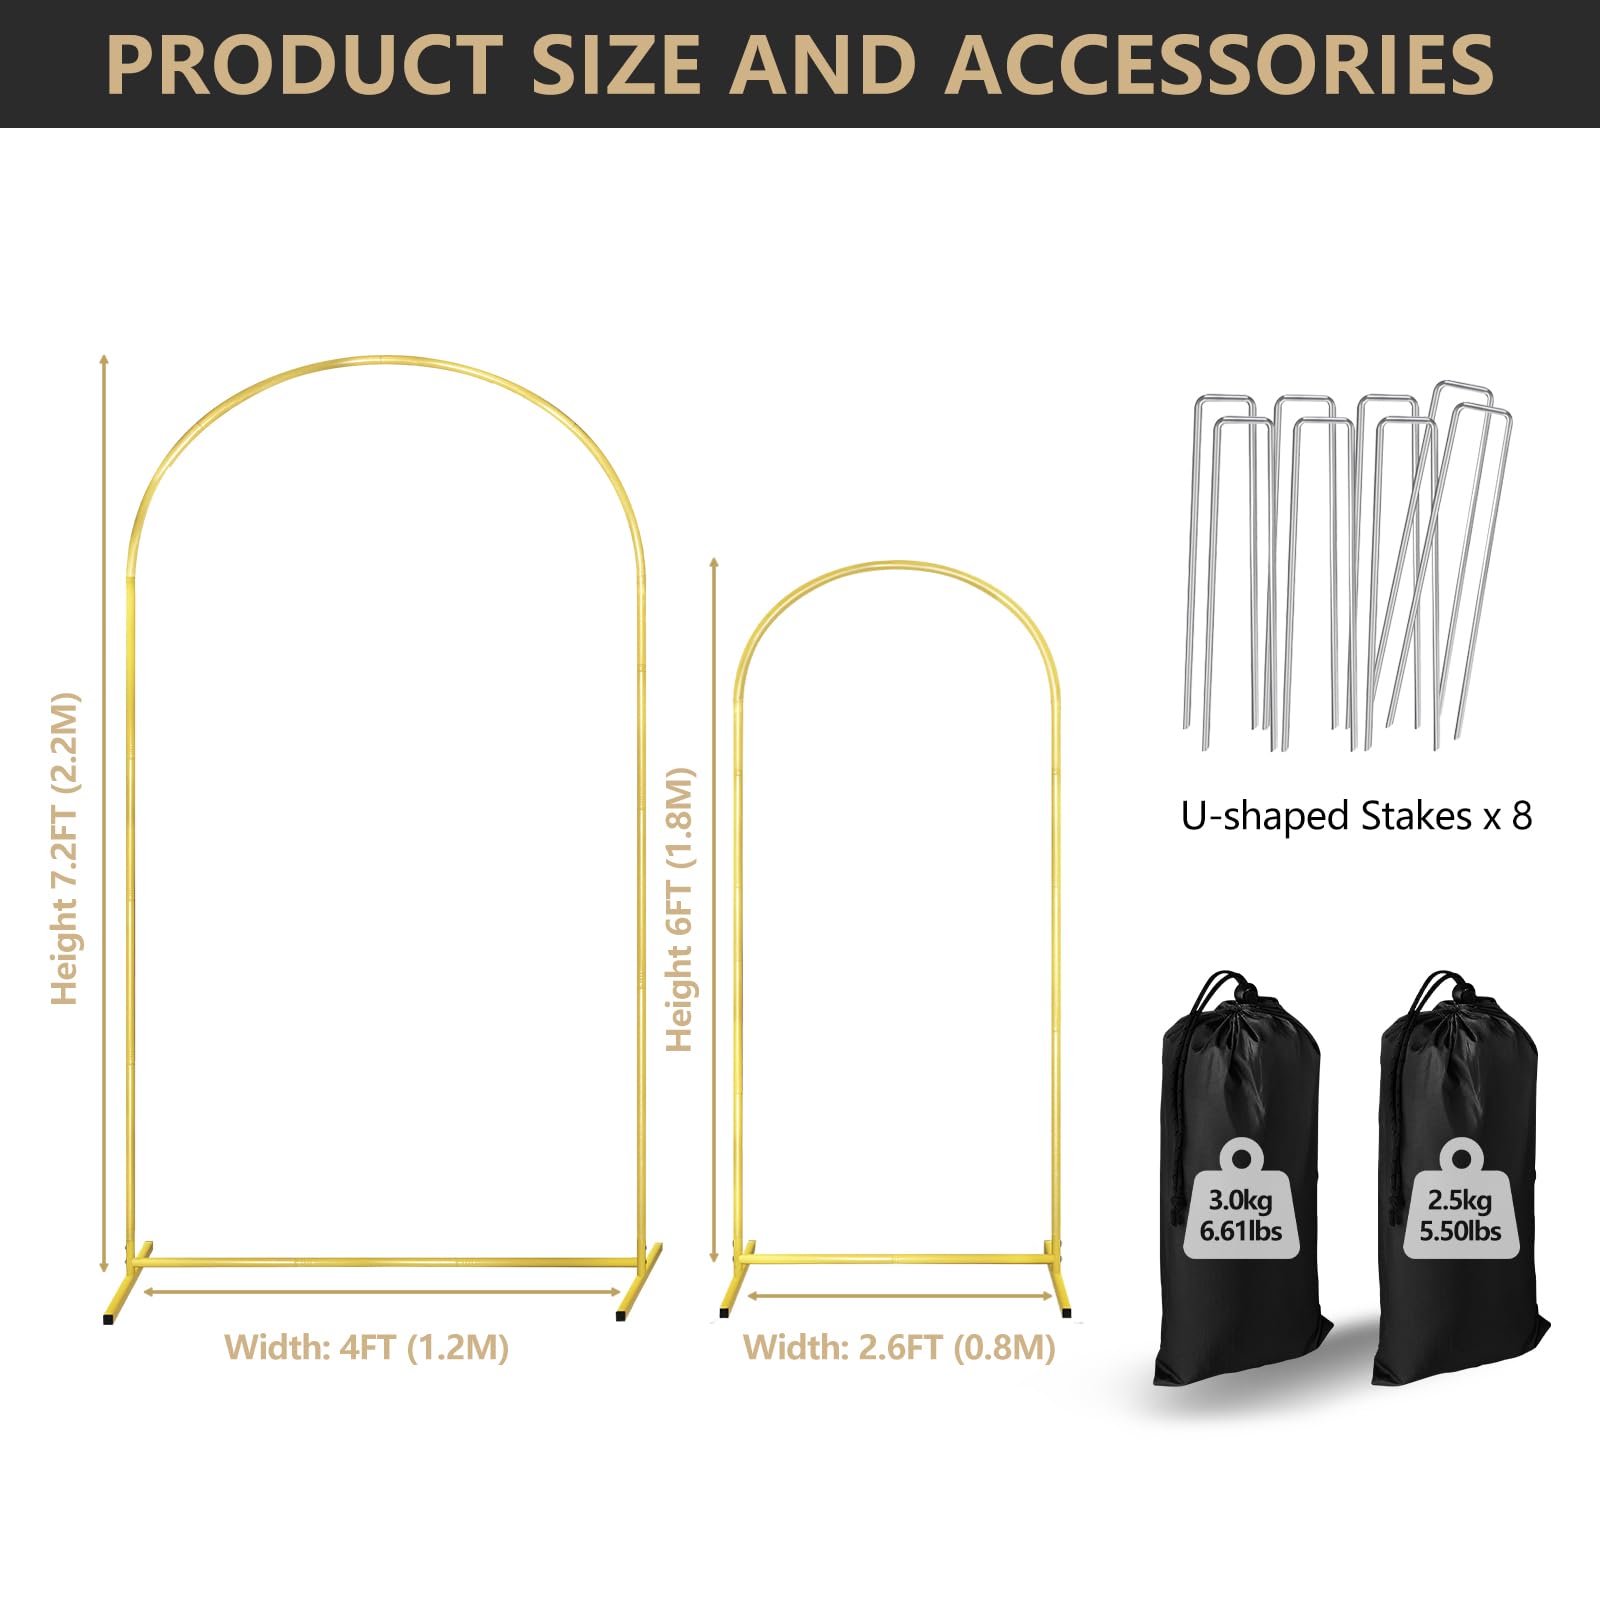 PRODUCT SIZE AND ACCESSORIES
Height 7.2FT (2.2M)
Width: 4FT (1.2M)
Height 6FT (1.8M)
Width: 2.6FT (0.8M)
U-shaped Stakes x 8
3.0kg
6.61lbs
2.5kg
5.50lbs